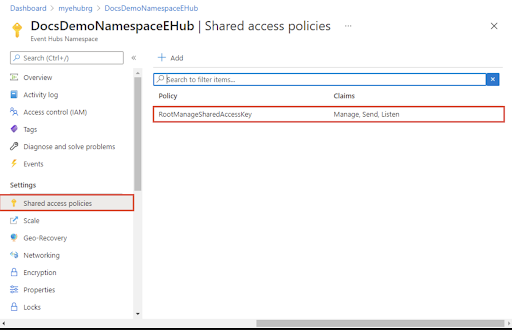 Dashboard > myehubrg > DocsDemoNamespaceEHub
DocsDemoNamespaceEHub | Shared access policies ...
Event Hubs Namespace
Search (Ctrl+/)
«
+ Add
Search to filter items...
Overview
Activity log
Access control (IAM)
Tags
Diagnose and solve problems
Events
Settings
Shared access policies
Scale
Geo-Recovery
Networking
Encryption
Properties
Locks
Policy Claims
RootManageSharedAccessKey Manage, Send, Listen